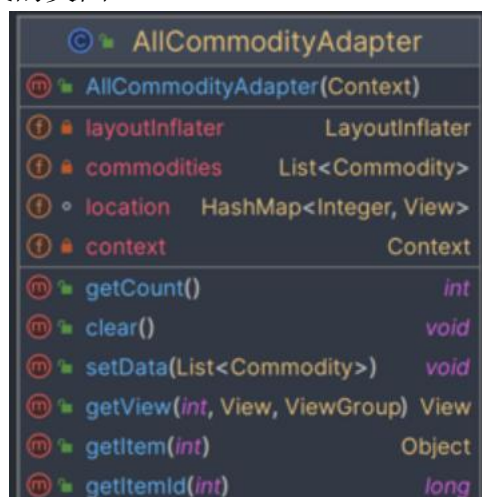 AllCommodityAdapter
AllCommodityAdapter(Context)
layoutInflater LayoutInflater
commodities List<Commodity>
location HashMap<Integer, View>
context Context
getCount() int
clear() void
setData(List<Commodity>) void
getView(int, View, ViewGroup) View
getItem(int) Object
getItemId(int) long